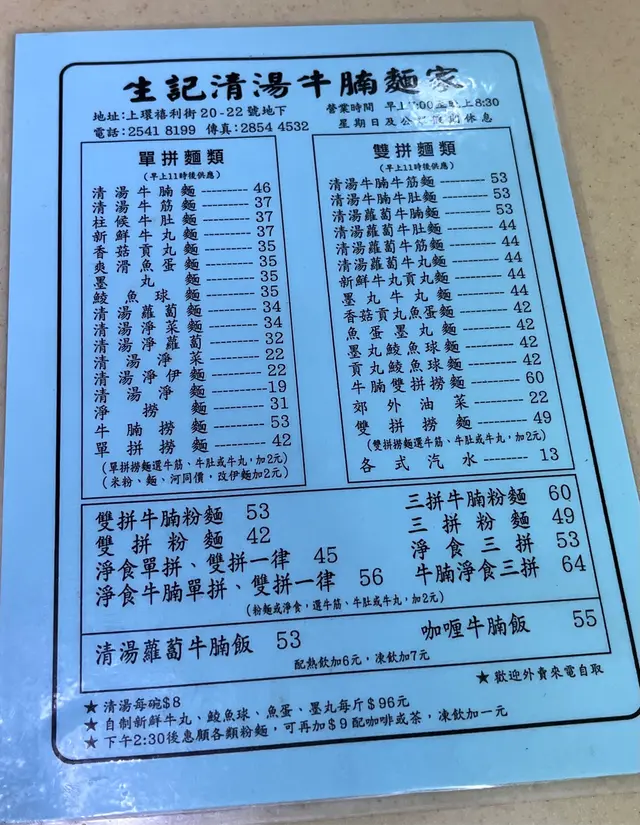 生記清湯牛腩麵家
地址:上環禧利街20-22號地下
電話:2541 8199 傳真:2854 4532
營業時間 早上 上8:30
星期日及公 休息
單拼麵類
(早上11時後供應)
清湯牛腩麵 46
清湯牛筋麵 37
柱候牛肚麵 37
新鮮牛丸麵 37
香菇貢丸麵 35
爽滑魚蛋麵 35
墨丸麵 35
鯪魚球麵 35
清湯蘿蔔麵 34
清湯淨菜麵 34
清湯淨蘿蔔 32
清湯淨菜 22
清湯淨伊麵 22
清湯淨麵 19
淨撈麵 31
牛腩撈麵 53
單拼撈麵 42
(單拼撈麵選牛筋、牛肚或牛丸,加2元)
(米粉、麵、河同價,改伊麵加2元)
雙拼麵類
(早上11時後供應)
清湯牛腩牛筋麵 53
清湯牛腩牛肚麵 53
清湯蘿蔔牛腩麵 53
清湯蘿蔔牛肚麵 44
清湯蘿蔔牛筋麵 44
清湯蘿蔔牛丸麵 44
新鮮牛丸貢丸麵 44
墨丸牛丸麵 44
香菇貢丸魚蛋麵 42
魚蛋墨丸麵 42
墨丸鯪魚球麵 42
貢丸鯪魚球麵 42
牛腩雙拼撈麵 60
郊外油菜 22
雙拼撈麵 49
(雙拼撈麵選牛筋、牛肚或牛丸,加2元)
各式汽水 13
雙拼牛腩粉麵 53
雙拼粉麵 42
淨食單拼、雙拼一律 45
淨食牛腩單拼、雙拼一律 56
三拼牛腩粉麵 60
三拼粉麵 49
淨食三拼 53
牛腩淨食三拼 64
(粉麵或淨食,選牛筋、牛肚或牛丸,加2元)
清湯蘿蔔牛腩飯 53
咖喱牛腩飯 55
配熱飲加6元,凍飲加7元
★歡迎外賣來電自取
★清湯每碗$8
★自制新鮮牛丸、鯪魚球、魚蛋、墨丸每斤$96元
★下午2:30後惠顧各類粉麵,可再加$9配咖啡或茶,凍飲加一元